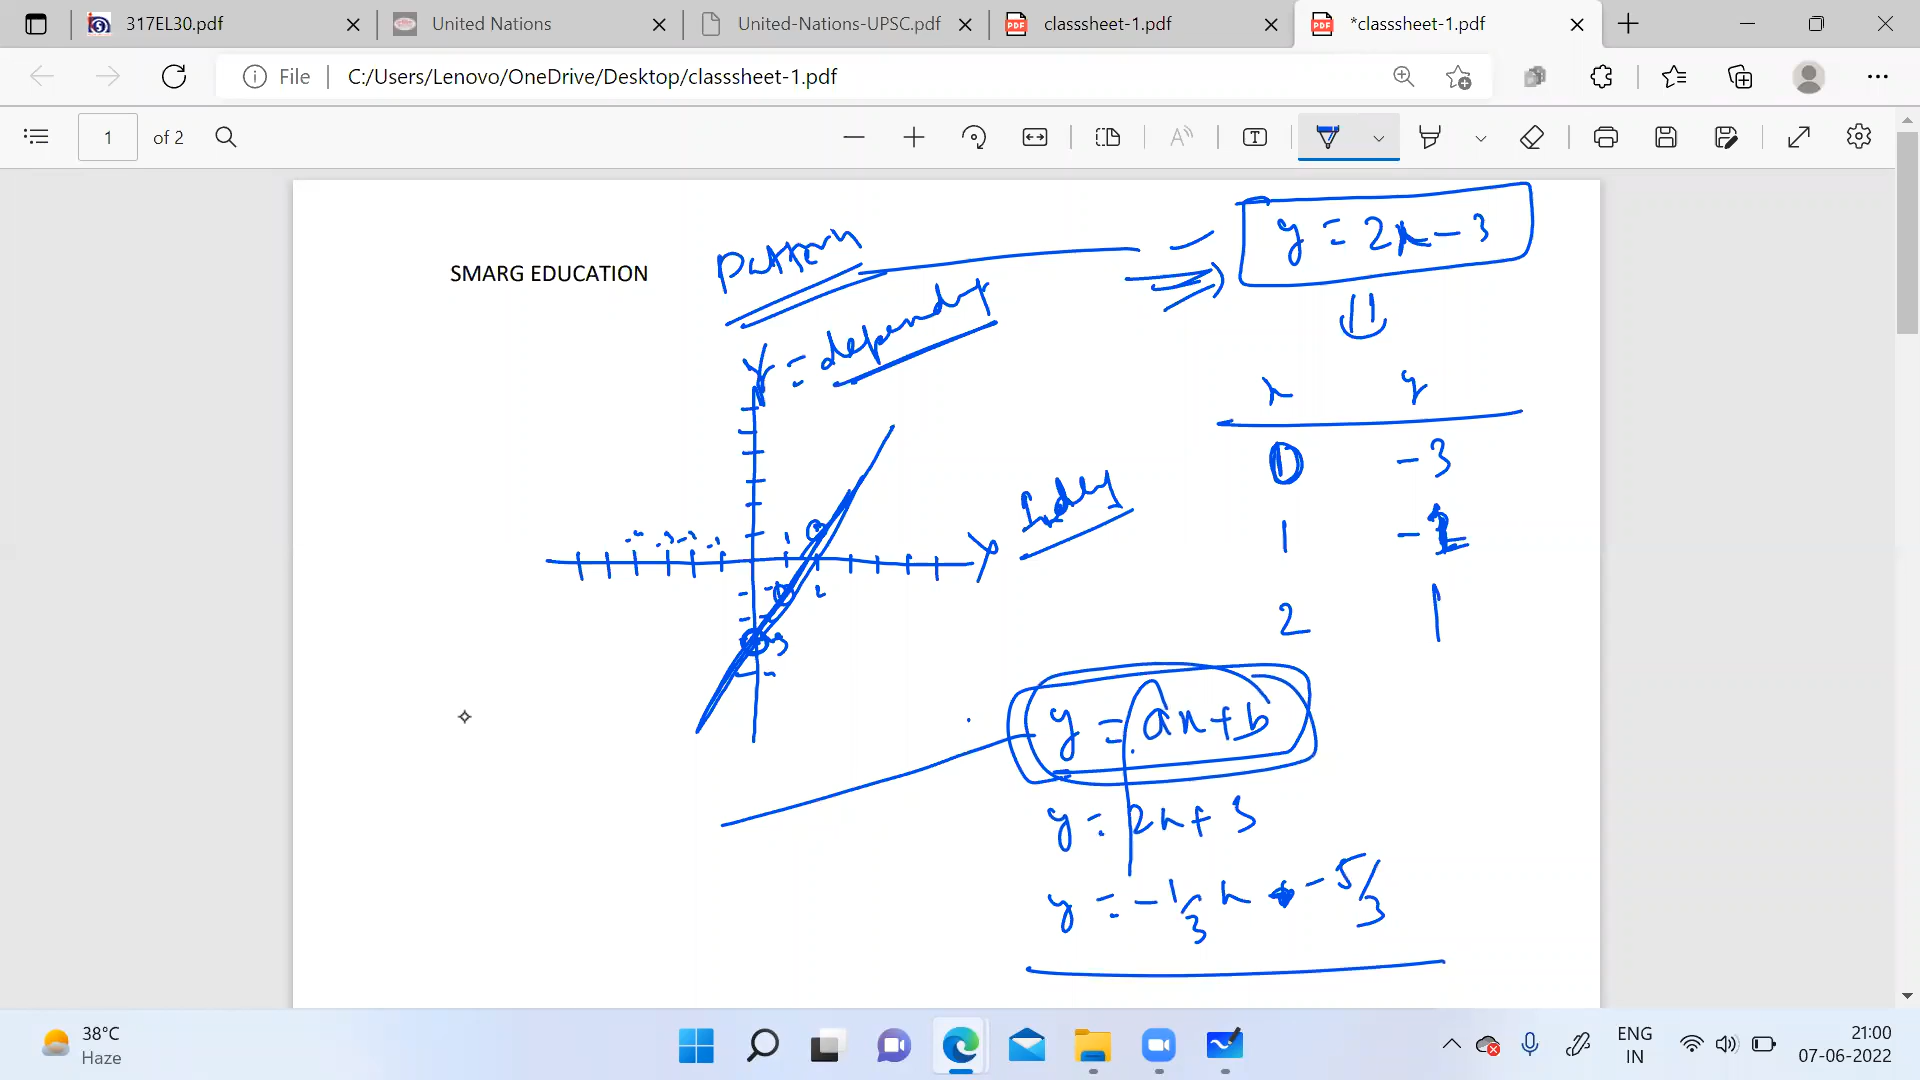 317EL30.pdf
United Nations
United-Nations-UPSC.pdf
classsheet-1.pdf
*classsheet-1.pdf
File
C:/Users/Lenovo/OneDrive/Desktop/classsheet-1.pdf
1 of 2
SMARG EDUCATION
pattern
y = 2x - 3
Y = dependy
x y
0 -3
1 -1
2 1
y = ax + b
y = 2x + 3
y = -1/3 x - 5/3
38°C
Haze
ENG
IN
21:00
07-06-2022